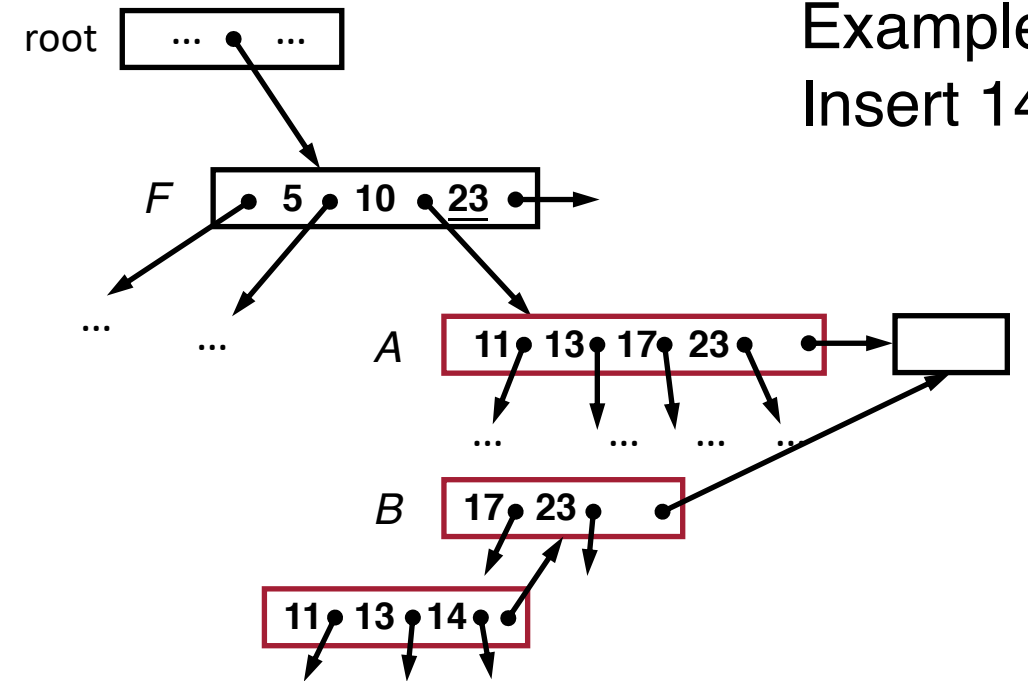 Example
Insert 14
root ... ...
F 5 10 23
...
...
A 11 13 17 23
... ... ... ...
B 17 23
11 13 14